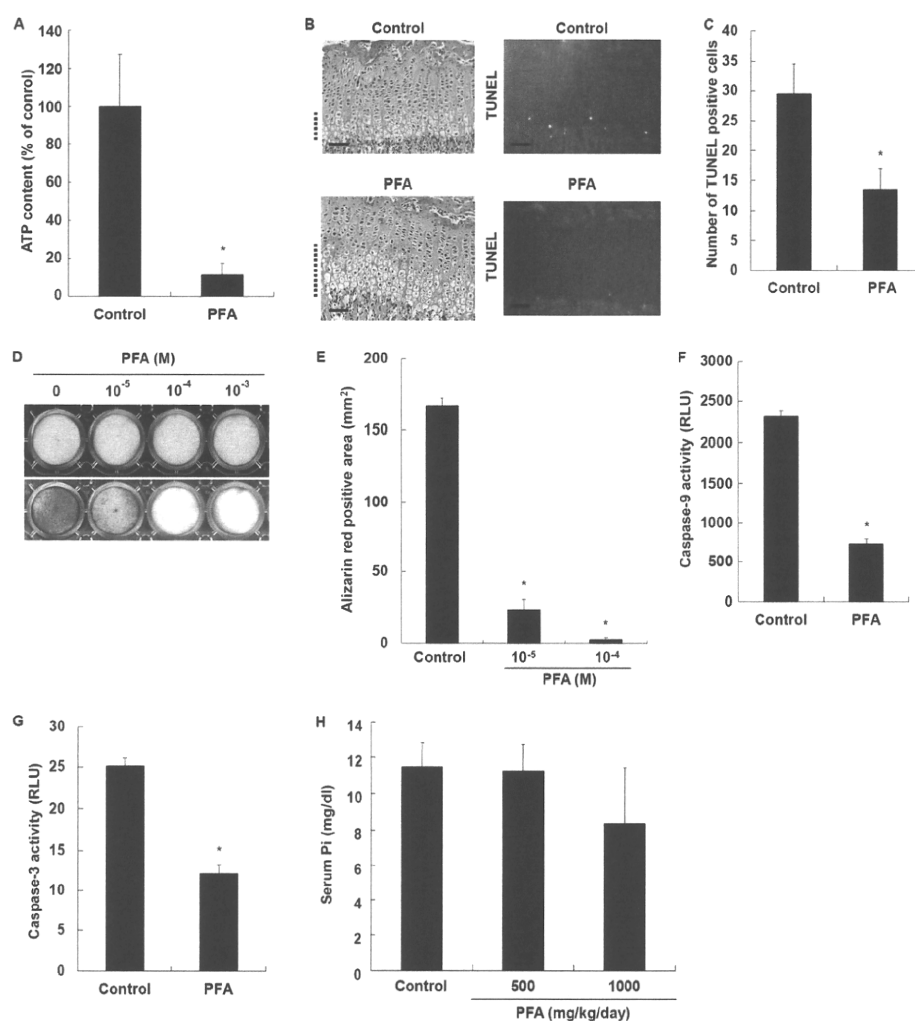 A
ATP content (% of conrol)
140
120
100
80
60
40
20
0
*
Control PFA
B
Control Control
TUNEL
PFA PFA
TUNEL
C
Number of TUNEL positive cells
40
35
30
25
20
15
10
5
0
*
Control PFA
D
PFA (M)
0 10⁻⁵ 10⁻⁴ 10⁻³
E
Alizarin red positive area (mm²)
200
150
100
50
0
* *
Control 10⁻⁵ 10⁻⁴
PFA (M)
F
Caspase-9 activity (RLU)
3000
2500
2000
1500
1000
500
0
*
Control PFA
G
Caspase-3 activity (RLU)
30
25
20
15
10
5
0
*
Control PFA
H
Serum Pi (mg/dl)
14
12
10
8
6
4
2
0
Control 500 1000
PFA (mg/kg/day)